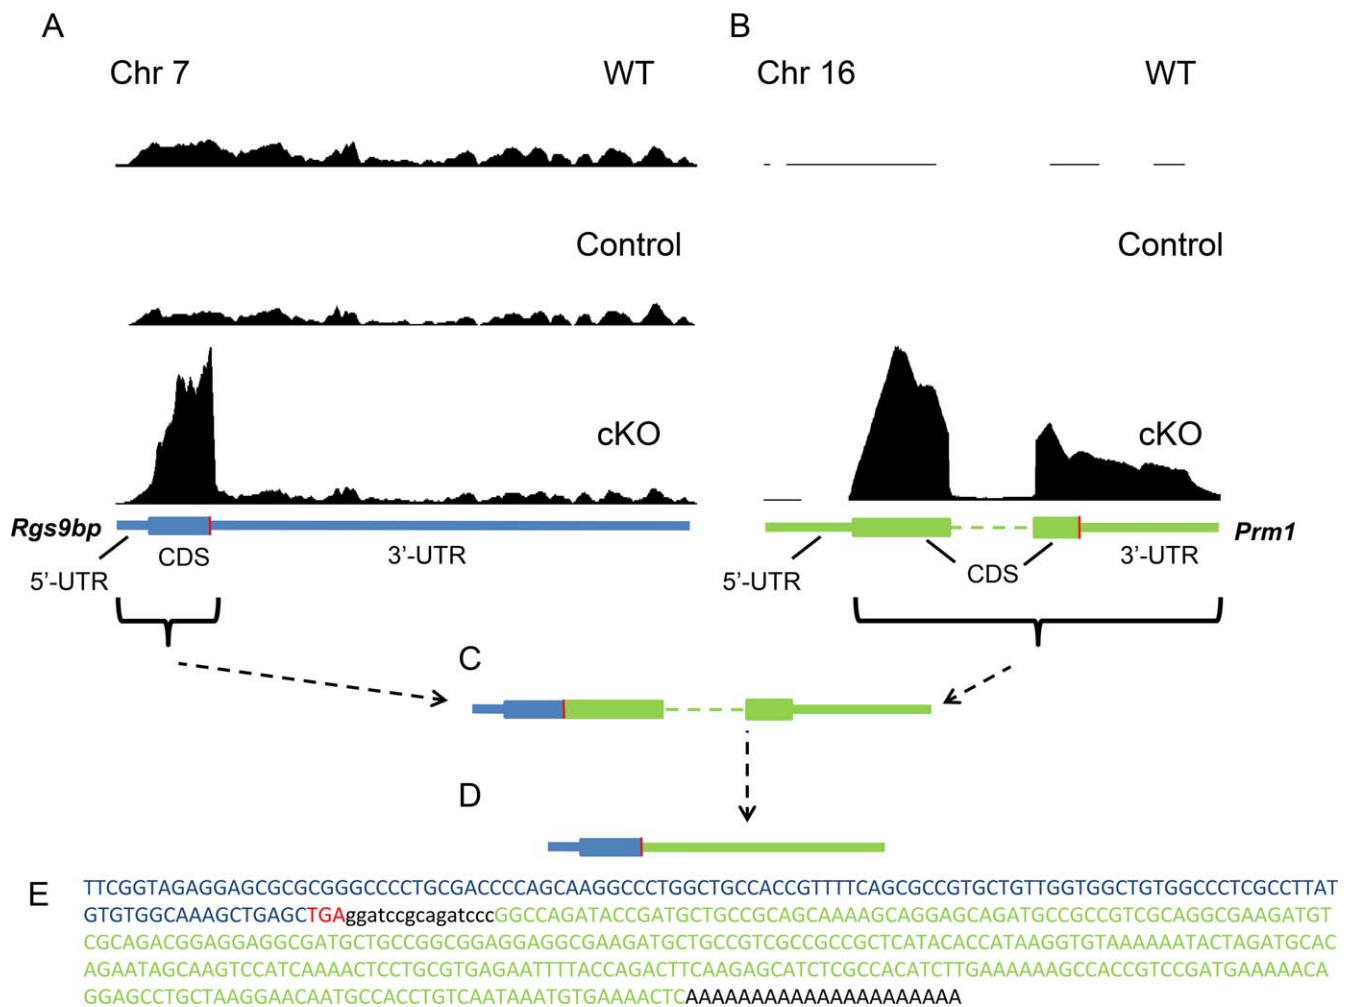 A
B
Chr 7
WT
Chr 16
WT
Control
Control
cKO
cKO
Rgs9bp
Prm1
CDS
3’-UTR
5’-UTR
5’-UTR
CDS
3’-UTR
C
D
E
TTCGGTAGAGGAGCGCGCGGGCCCCTGCGACCCCAGCAAGGCCCTGGCTGCCACCGTTTTCAGCGCCGTGCTGTTGGTGGCTGTGGCCCTCGCCTTAT
GTGTGGCAAAGCTGAGCTGAggatccgcagatcccGGCCAGATACCGATGCTGCCGCAGCAAAAGCAGGAGCAGATGCCGCCGTCGCAGGCGAAGATGT
CGCAGACGGAGGAGGCGATGCTGCCGGCGGAGGAGGCGAAGATGCTGCCGTCGCCGCCGCTCATACACCATAAGGTGTAAAAAATACTAGATGCAC
AGAATAGCAAGTCCATCAAAACTCCTGCGTGAGAATTTTACCAGACTTCAAGAGCATCTCGCCACATCTTGAAAAAAGCCACCGTCCGATGAAAAACA
GGAGCCTGCTAAGGAACAATGCCACCTGTCAATAAATGTGAAAACTCAAAAAAAAAAAAAAAAAAAAA